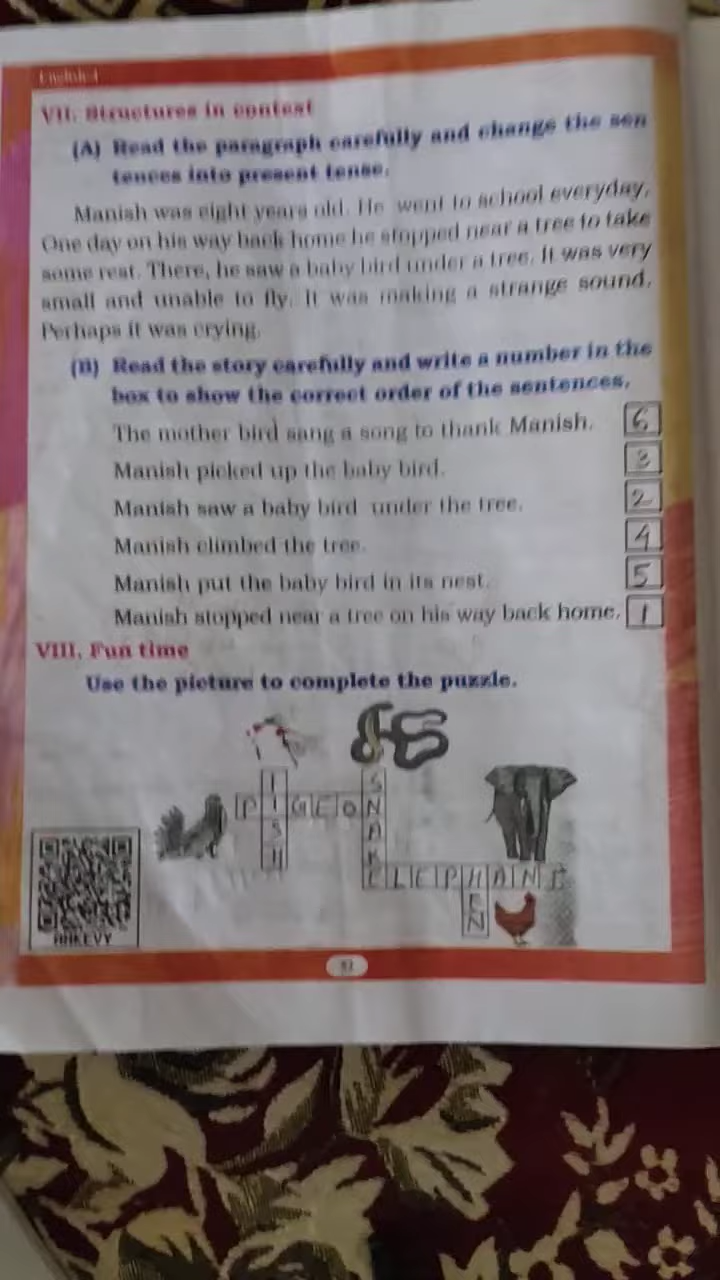 English-4
VII. Structures in context
(A) Read the paragraph carefully and change the sen
tences into present tense.
Manish was eight years old. He went to school everyday.
One day on his way back home he stopped near a tree to take
some rest. There, he saw a baby bird under a tree. It was very
small and unable to fly. It was making a strange sound.
Perhaps it was crying.
(B) Read the story carefully and write a number in the
box to show the correct order of the sentences.
The mother bird sang a song to thank Manish. 6
Manish picked up the baby bird. 3
Manish saw a baby bird under the tree. 2
Manish climbed the tree. 4
Manish put the baby bird in its nest. 5
Manish stopped near a tree on his way back home. 1
VIII. Fun time
Use the picture to complete the puzzle.
PIGEON
SNAKE
ELEPHANT
HEN